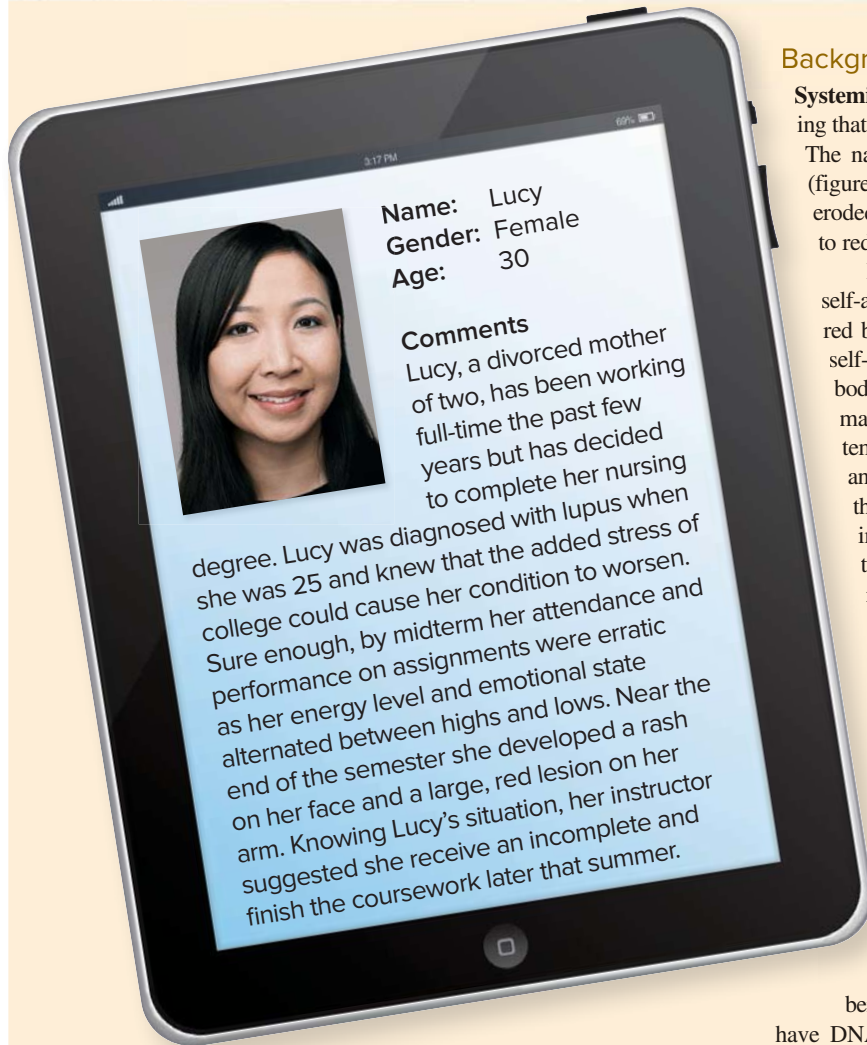 3:17 PM
69%
Name: Lucy
Gender: Female
Age: 30
Comments
Lucy, a divorced mother
of two, has been working
full-time the past few
years but has decided
to complete her nursing
degree. Lucy was diagnosed with lupus when
she was 25 and knew that the added stress of
college could cause her condition to worsen.
Sure enough, by midterm her attendance and
performance on assignments were erratic
as her energy level and emotional state
alternated between highs and lows. Near the
end of the semester she developed a rash
on her face and a large, red lesion on her
arm. Knowing Lucy’s situation, her instructor
suggested she receive an incomplete and
finish the coursework later that summer.
Backgr
Systemi
ing that
The na
(figure
eroded
to red
self-a
red b
self-
bod
ma
ten
an
th
in
t
be
have DNA